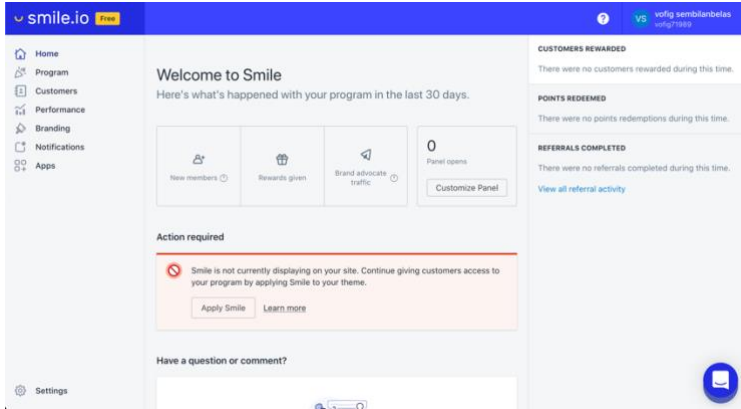 smile.io Free
VS vofig sembilanbelas
vofig71989
Home
Program
Customers
Performance
Branding
Notifications
Apps
Settings
Welcome to Smile
Here's what's happened with your program in the last 30 days.
New members
Rewards given
Brand advocate
traffic
0
Panel opens
Customize Panel
Action required
Smile is not currently displaying on your site. Continue giving customers access to
your program by applying Smile to your theme.
Apply Smile Learn more
Have a question or comment?
CUSTOMERS REWARDED
There were no customers rewarded during this time.
POINTS REDEEMED
There were no points redemptions during this time.
REFERRALS COMPLETED
There were no referrals completed during this time.
View all referral activity